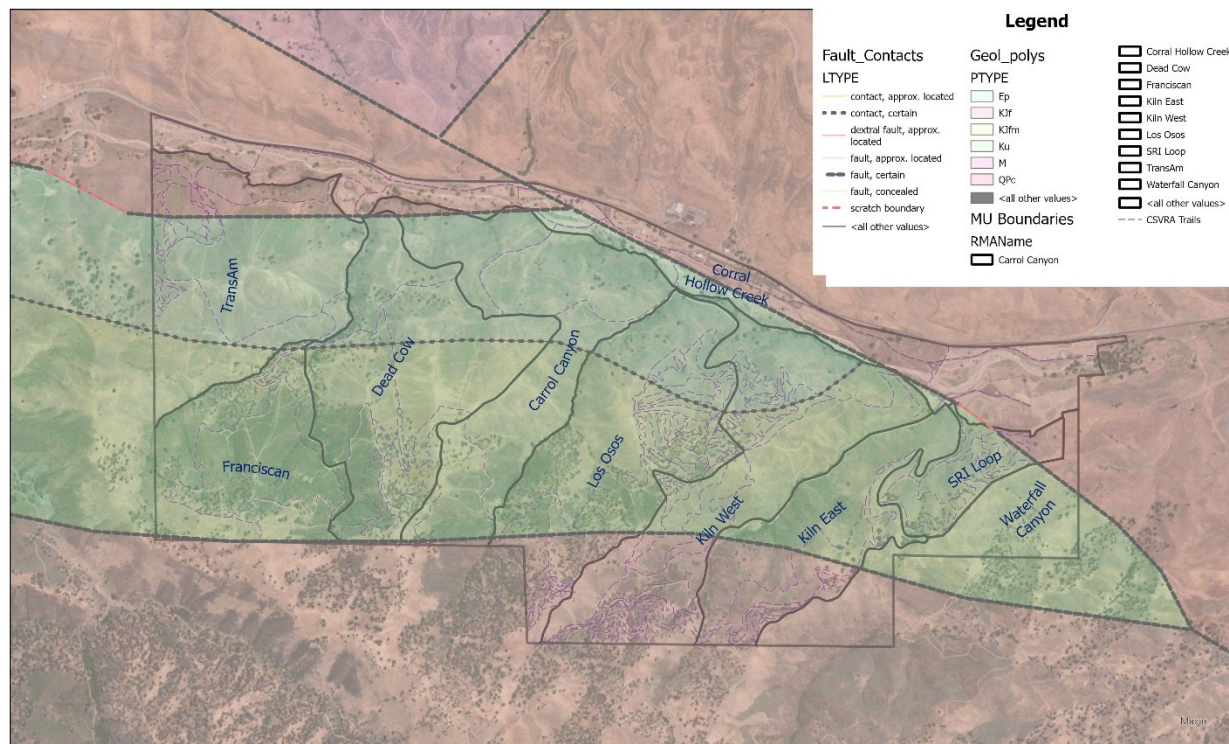 Legend
Fault_Contacts
LTYPE
contact, approx. located
contact, certain
dextral fault, approx.
located
fault, approx. located
fault, certain
fault, concealed
scratch boundary
<all other values>
Geol_polys
PTYPE
Ep
KJf
KJfm
Ku
M
QPc
<all other values>
MU Boundaries
RMAName
Carrol Canyon
Corral Hollow Creek
Dead Cow
Franciscan
Kiln East
Kiln West
Los Osos
SRI Loop
TransAm
Waterfall Canyon
<all other values>
CSVRA Trails
Corral
Hollow Creek
TransAm
Dead Cow
Carrol Canyon
Franciscan
Los Osos
Kiln West
Kiln East
SRI Loop
Waterfall
Canyon